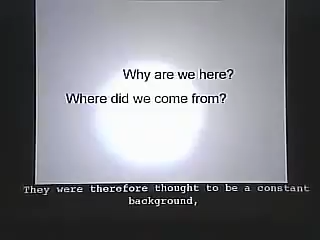 Why are we here?
Where did we come from?
They were therefore thought to be a constant
background,